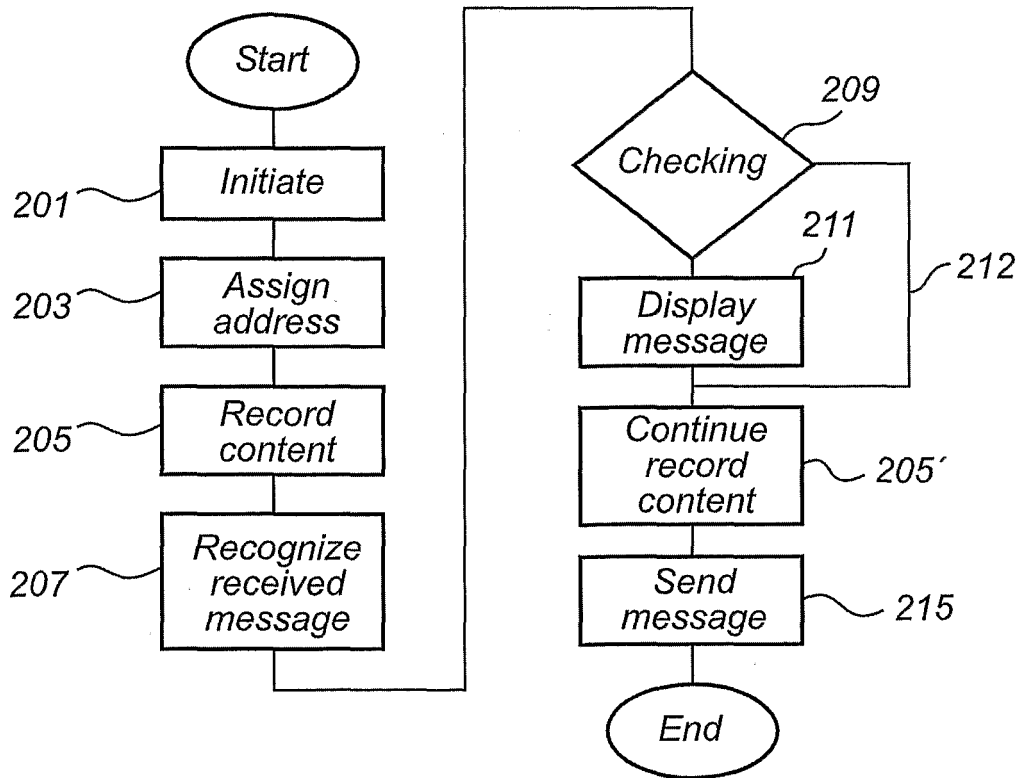 Start
201
Initiate
203
Assign
address
205
Record
content
207
Recognize
received
message
209
Checking
211
212
Display
message
Continue
record
content
205´
Send
message
215
End